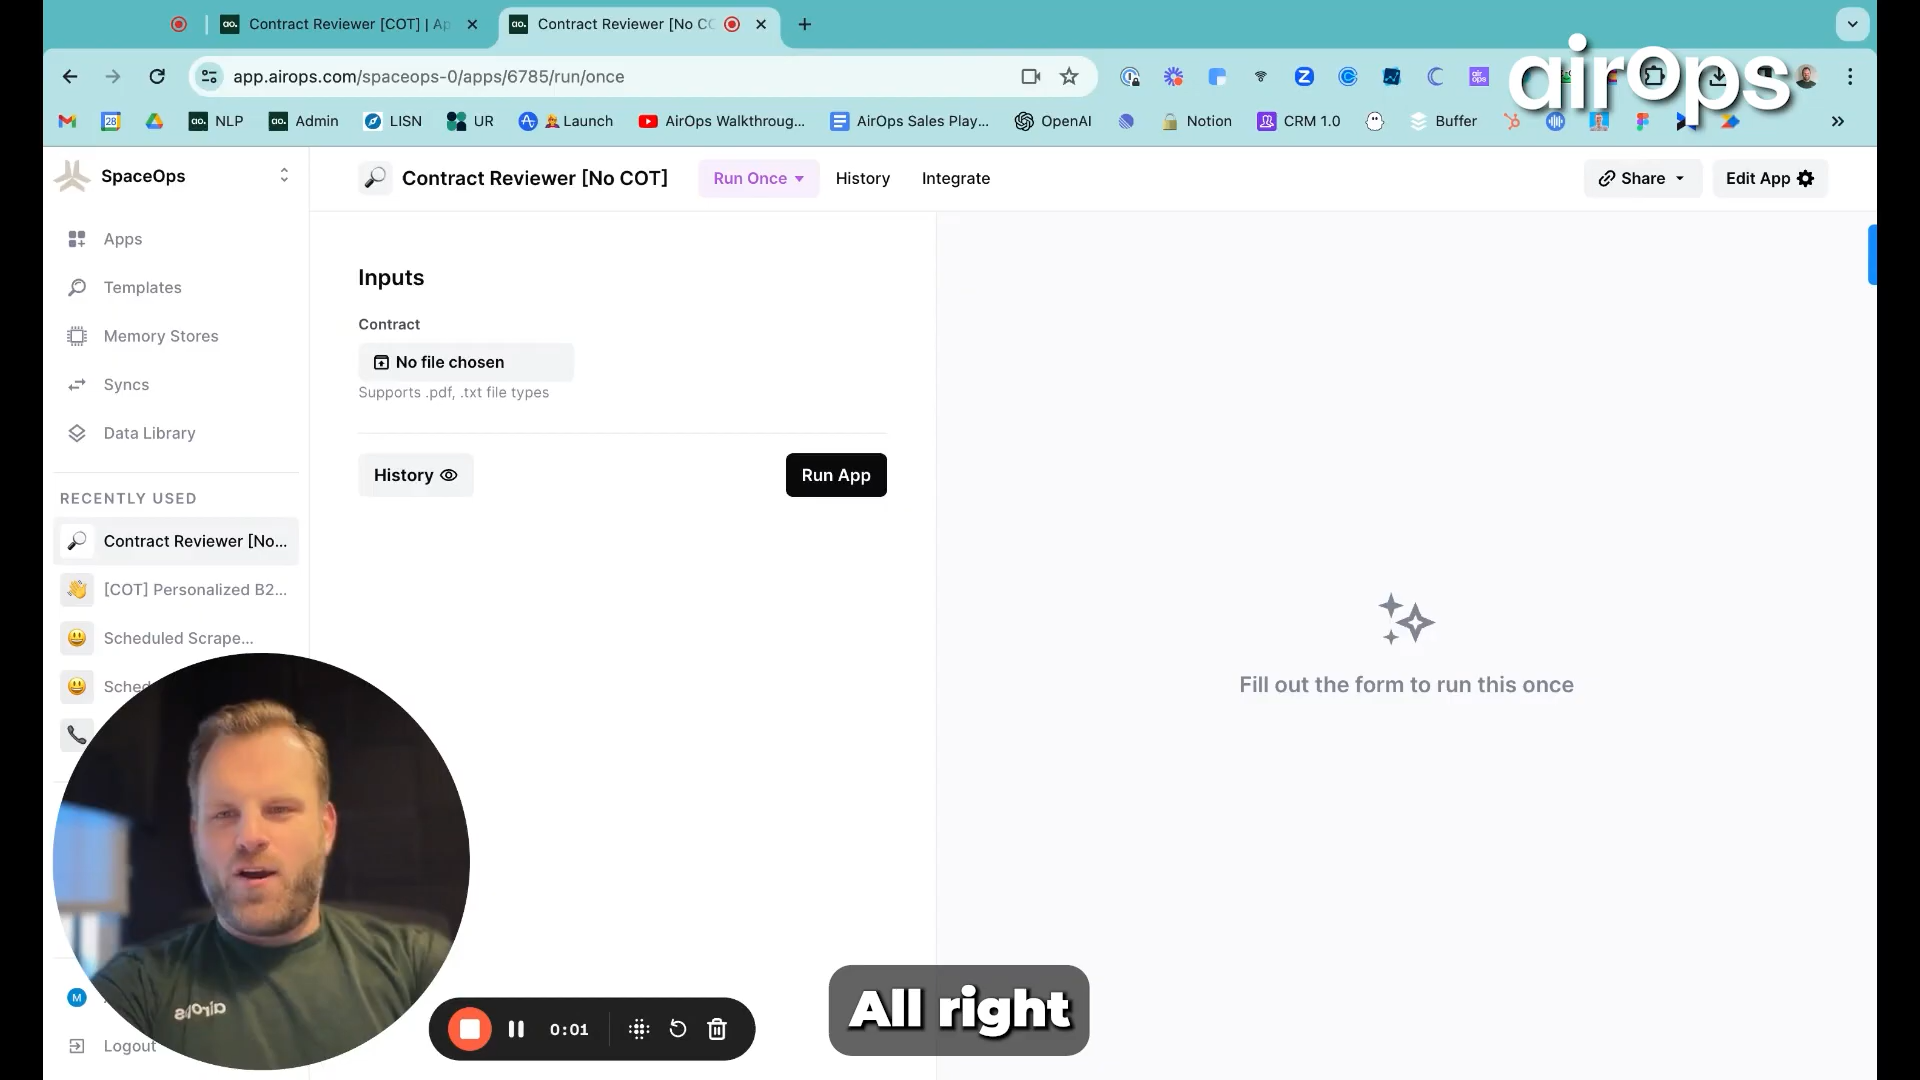 Contract Reviewer [COT] | Ap
Contract Reviewer [No CO
app.airops.com/spaceops-0/apps/6785/run/once
airOps
28
NLP
Admin
LISN
UR
Launch
AirOps Walkthroug...
AirOps Sales Play...
OpenAI
Notion
CRM 1.0
Buffer
SpaceOps
Contract Reviewer [No COT]
Run Once
History
Integrate
Share
Edit App
Apps
Templates
Memory Stores
Syncs
Data Library
RECENTLY USED
Contract Reviewer [No...
[COT] Personalized B2...
Scheduled Scrape...
Sched
Inputs
Contract
No file chosen
Supports .pdf, .txt file types
History
Run App
Fill out the form to run this once
M
Logout
airOps
0:01
All right